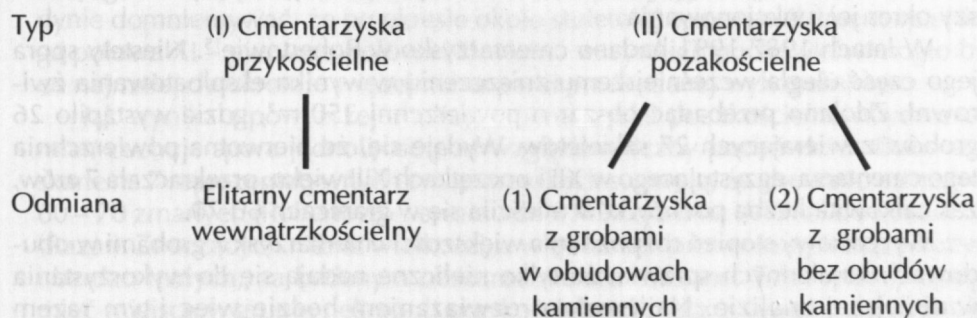 Typ (I) Cmentarzyska (II) Cmentarzyska
przykościelne pozakościelne
Odmiana Elitarny cmentarz (1) Cmentarzyska (2) Cmentarzyska
wewnątrzkościelny z grobami z grobami
w obudowach bez obudów
kamiennych kamiennych